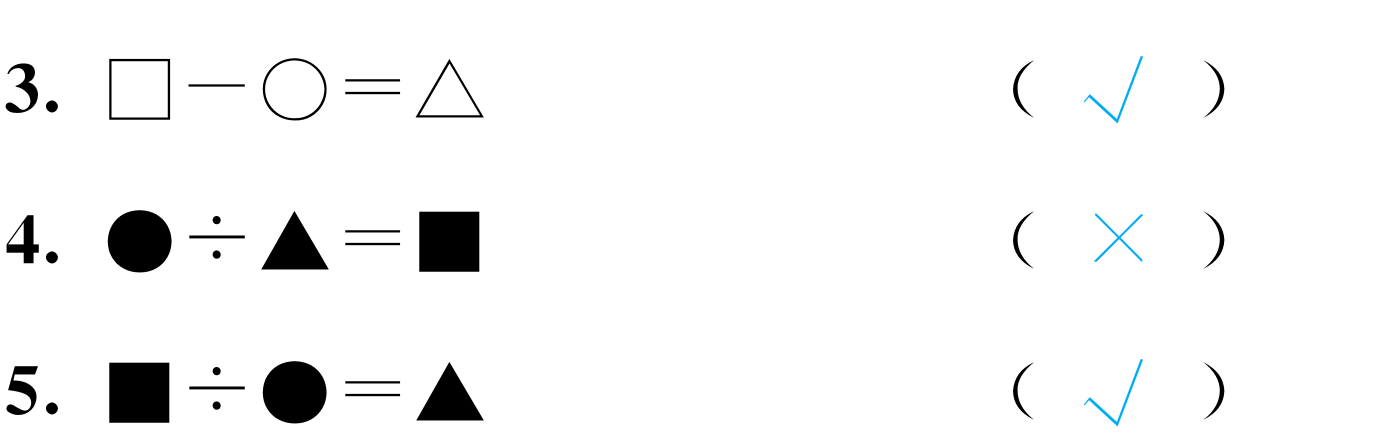 3. □ − ○ = △ ( √ )
4. ● ÷ ▲ = ■ ( × )
5. ■ ÷ ● = ▲ ( √ )